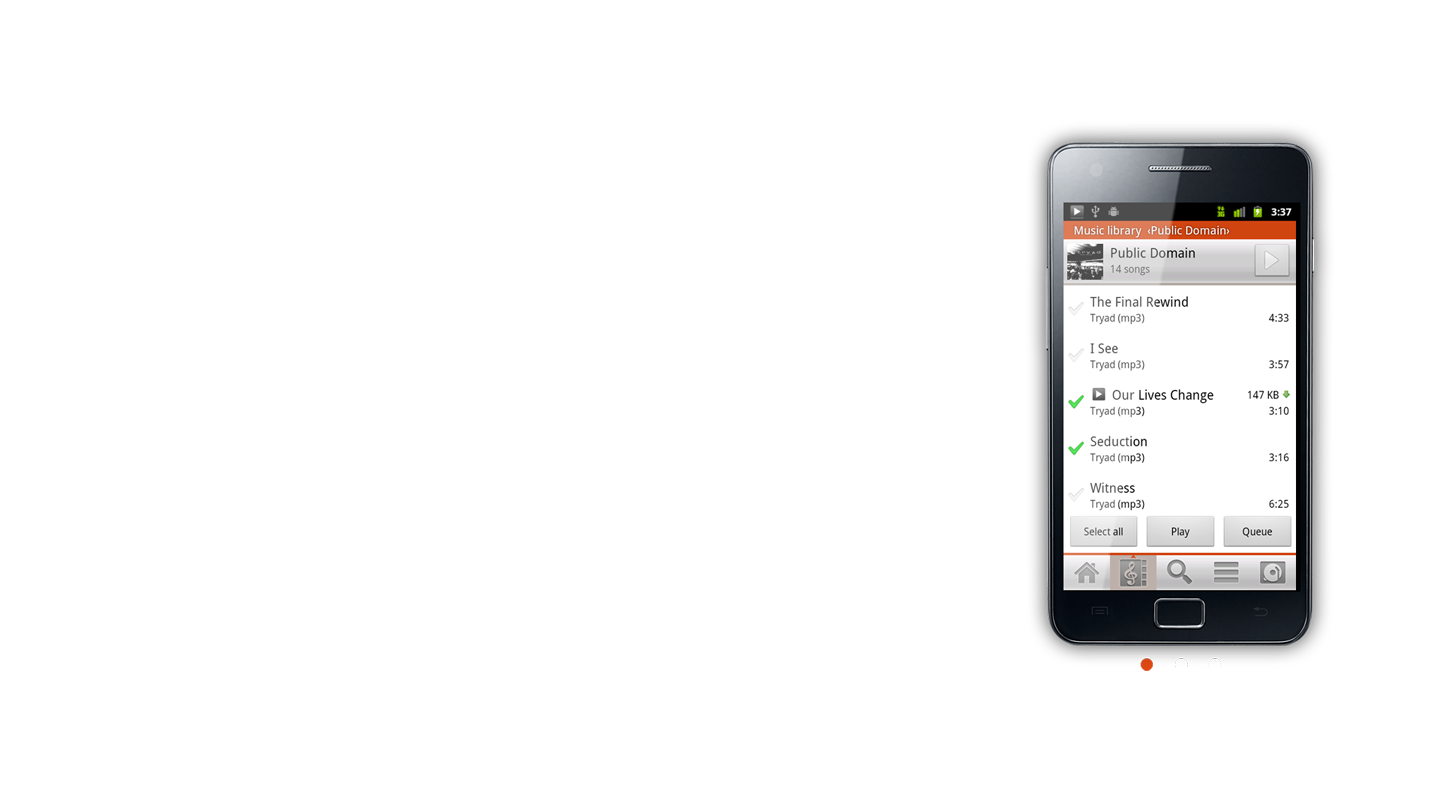 3:37
Music library ‹Public Domain›
Public Domain
14 songs
The Final Rewind
Tryad (mp3) 4:33
I See
Tryad (mp3) 3:57
Our Lives Change 147 KB
Tryad (mp3) 3:10
Seduction
Tryad (mp3) 3:16
Witness
Tryad (mp3) 6:25
Select all Play Queue